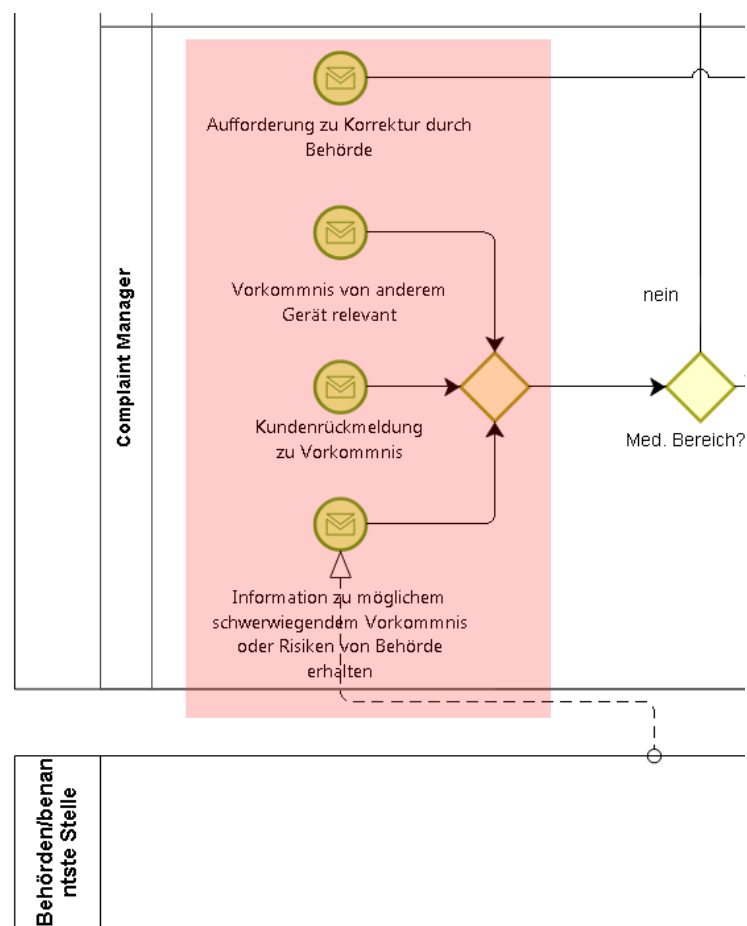 Aufforderung zu Korrektur durch
Behörde
Vorkommnis von anderem
Gerät relevant
nein
Complaint Manager
Kundenrückmeldung
zu Vorkommnis
Med. Bereich?
Information zu möglichem
schwerwiegendem Vorkommnis
oder Risiken von Behörde
erhalten
Behörden/benan
ntste Stelle